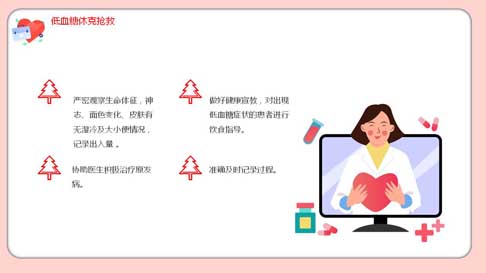 低血糖休克抢救
严密观察生命体征，神
志、面色变化、皮肤有
无湿冷及大小便情况，
记录出入量 。
做好健康宣教，对出现
低血糖症状的患者进行
饮食指导。
协助医生积极治疗原发
病。
准确及时记录过程。